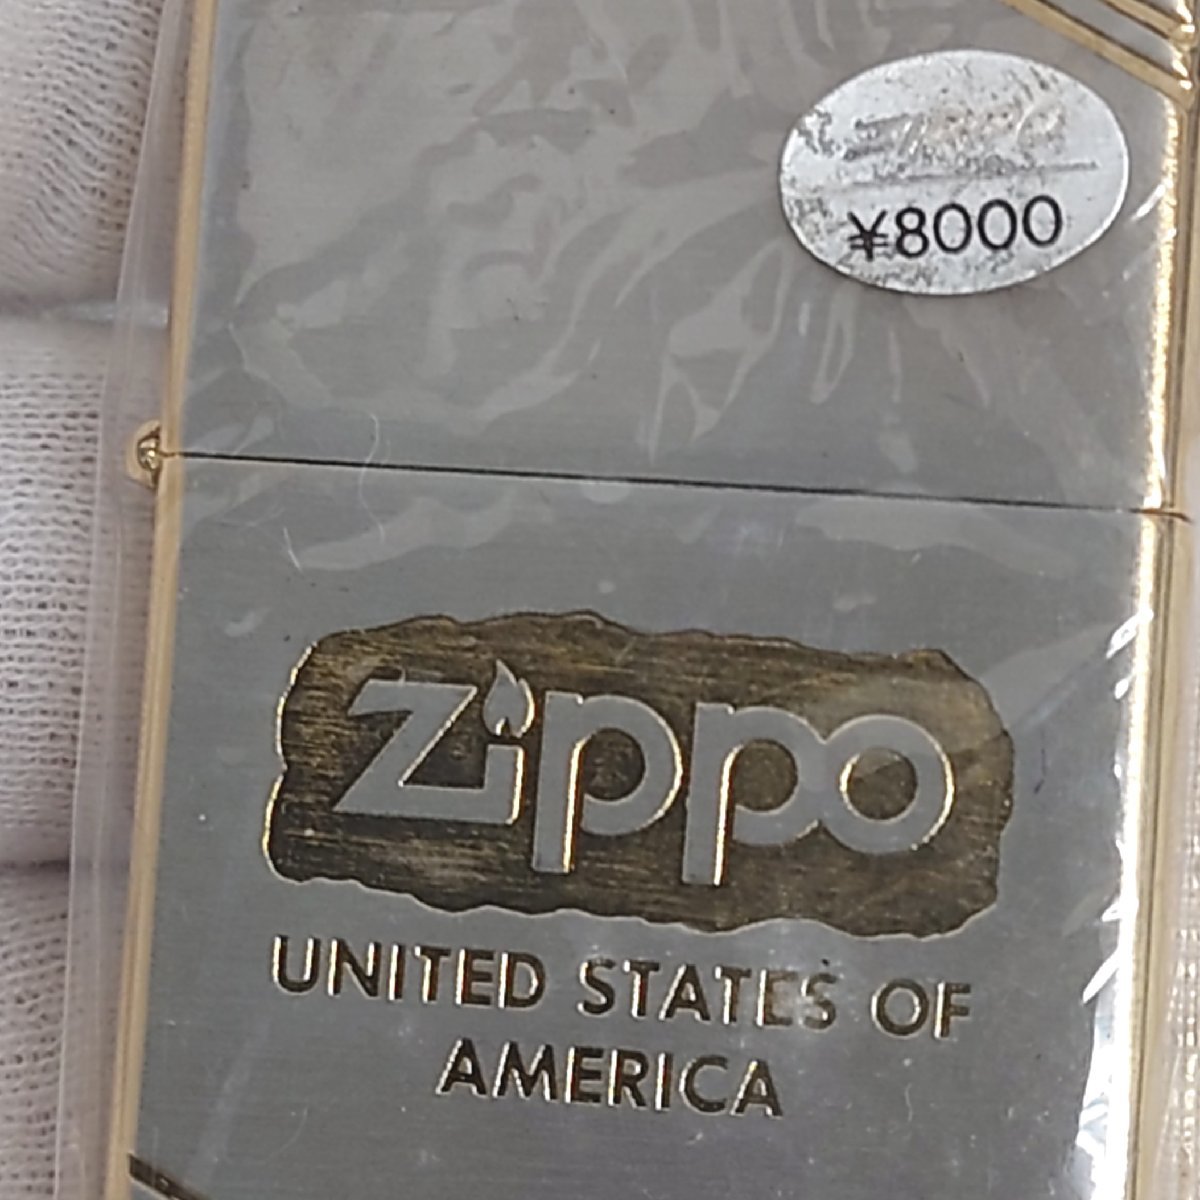 ¥8000
Zippo
UNITED STATES OF
AMERICA